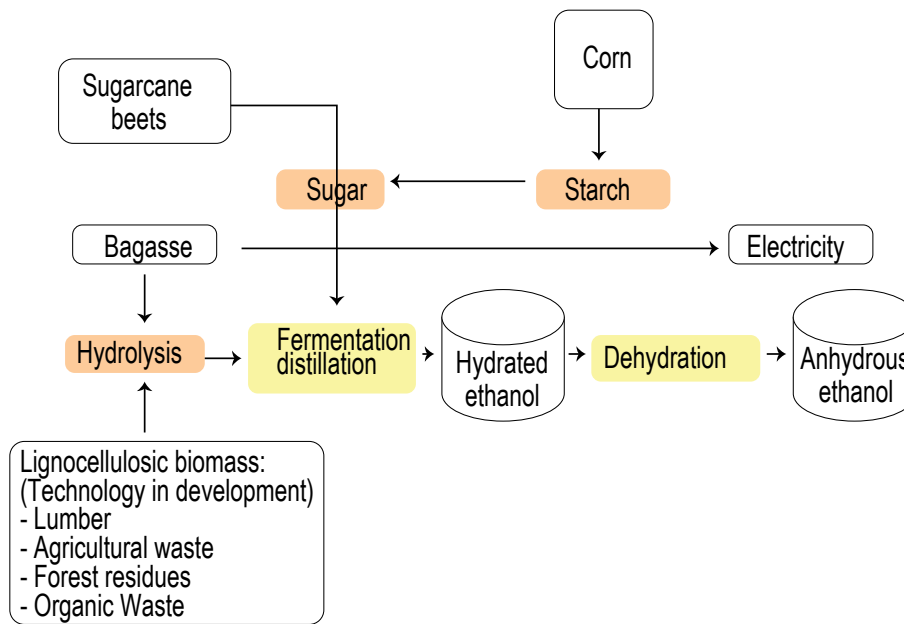 Corn
Sugarcane
beets
Sugar
Starch
Bagasse
Electricity
Hydrolysis
Fermentation
distillation
Hydrated
ethanol
Dehydration
Anhydrous
ethanol
Lignocellulosic biomass:
(Technology in development)
- Lumber
- Agricultural waste
- Forest residues
- Organic Waste